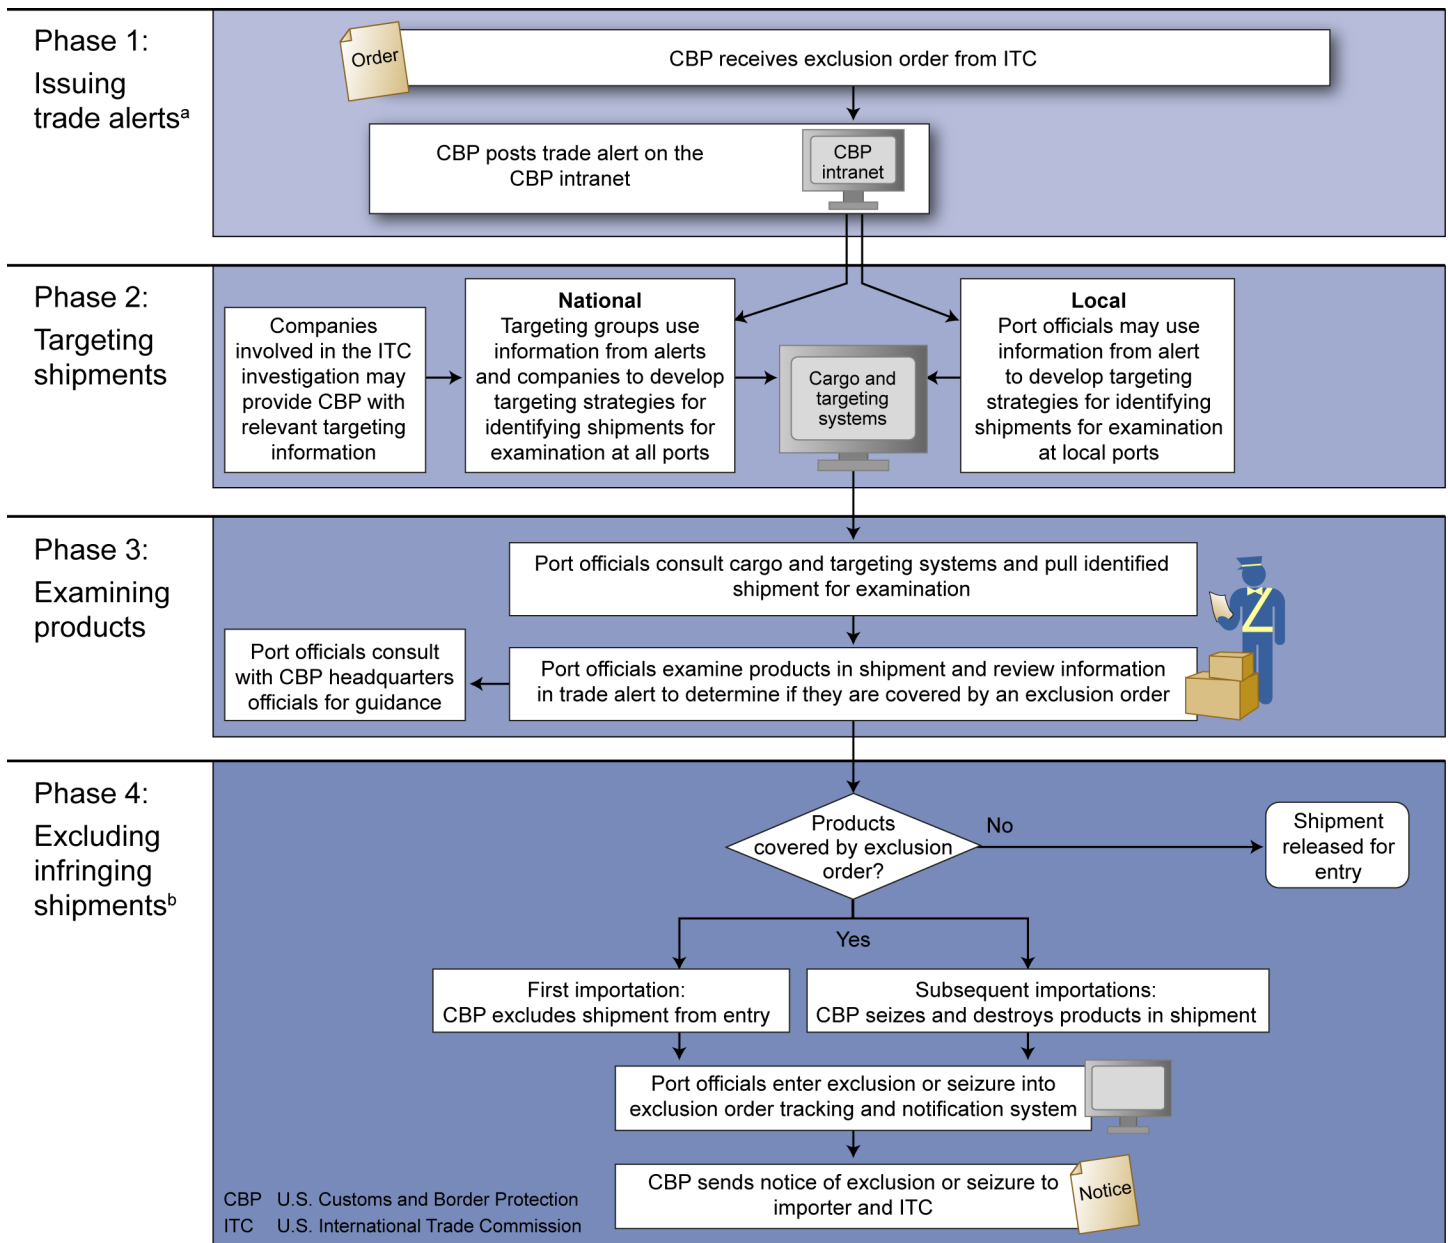 Phase 1:
Issuing
trade alertsᵃ
Order
CBP receives exclusion order from ITC
CBP posts trade alert on the
CBP intranet
CBP
intranet
Phase 2:
Targeting
shipments
Companies
involved in the ITC
investigation may
provide CBP with
relevant targeting
information
National
Targeting groups use
information from alerts
and companies to develop
targeting strategies for
identifying shipments for
examination at all ports
Cargo and
targeting
systems
Local
Port officials may use
information from alert
to develop targeting
strategies for identifying
shipments for examination
at local ports
Phase 3:
Examining
products
Port officials consult cargo and targeting systems and pull identified
shipment for examination
Port officials consult
with CBP headquarters
officials for guidance
Port officials examine products in shipment and review information
in trade alert to determine if they are covered by an exclusion order
Phase 4:
Excluding
infringing
shipmentsᵇ
Products
covered by exclusion
order?
No
Shipment
released for
entry
Yes
First importation:
CBP excludes shipment from entry
Subsequent importations:
CBP seizes and destroys products in shipment
Port officials enter exclusion or seizure into
exclusion order tracking and notification system
CBP sends notice of exclusion or seizure to
importer and ITC
Notice
CBP U.S. Customs and Border Protection
ITC U.S. International Trade Commission